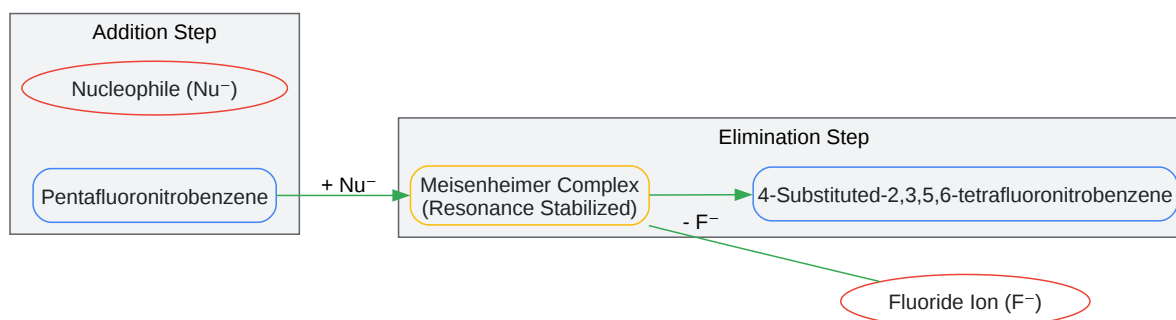 Addition Step
Nucleophile (Nu⁻)
Pentafluoronitrobenzene
+ Nu⁻
Elimination Step
Meisenheimer Complex
(Resonance Stabilized)
4-Substituted-2,3,5,6-tetrafluoronitrobenzene
- F⁻
Fluoride Ion (F⁻)